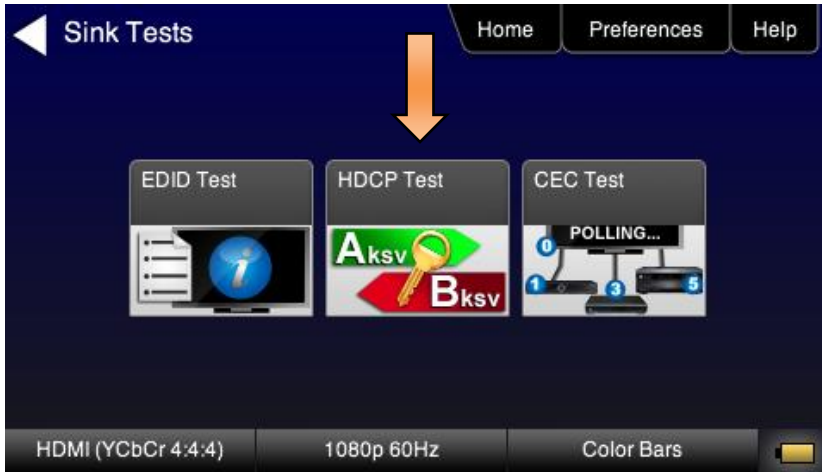 Sink Tests
Home
Preferences
Help
EDID Test
HDCP Test
CEC Test
i
Aksv
Bksv
POLLING...
0
1
3
5
HDMI (YCbCr 4:4:4)
1080p 60Hz
Color Bars